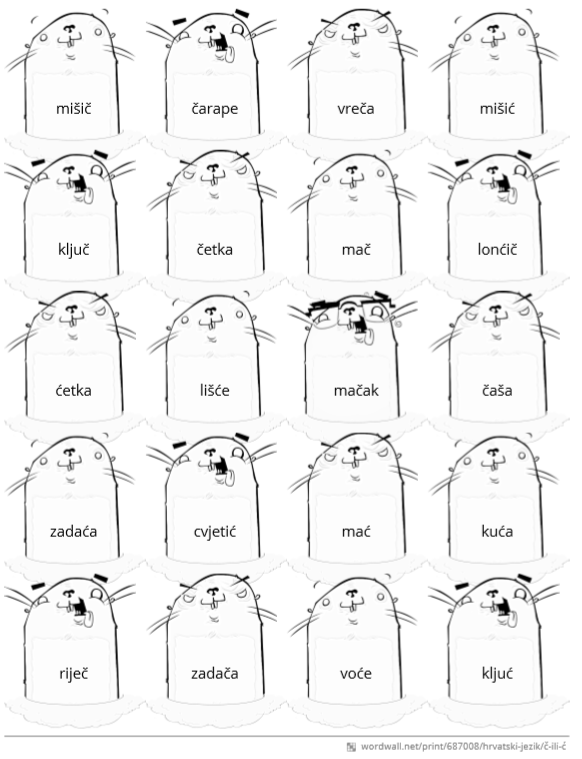 mišič
čarape
vreča
mišić
ključ
četka
mač
lonćič
ćetka
lišće
mačak
čaša
zadaća
cvjetić
mać
kuća
riječ
zadača
voće
kljuć
wordwall.net/print/687008/hrvatski-jezik/č-ili-ć